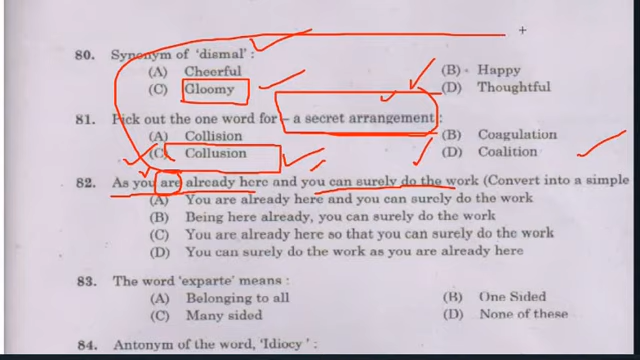 80. Synonym of 'dismal' :
(A) Cheerful (B) Happy
(C) Gloomy (D) Thoughtful
81. Pick out the one word for – a secret arrangement :
(A) Collision (B) Coagulation
(C) Collusion (D) Coalition
82. As you are already here and you can surely do the work (Convert into a simple
(A) You are already here and you can surely do the work
(B) Being here already, you can surely do the work
(C) You are already here so that you can surely do the work
(D) You can surely do the work as you are already here
83. The word 'exparte' means :
(A) Belonging to all (B) One Sided
(C) Many sided (D) None of these
84. Antonym of the word, 'Idiocy' :